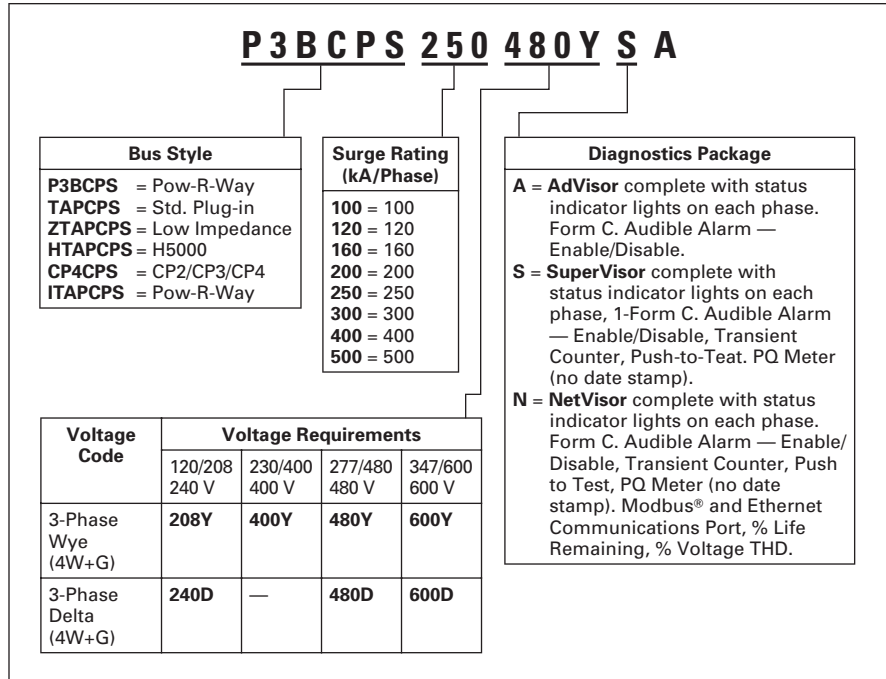 P3BCPS 250 480Y S A
Bus Style
P3BCPS = Pow-R-Way
TAPCPS = Std. Plug-in
ZTAPCPS = Low Impedance
HTAPCPS = H5000
CP4CPS = CP2/CP3/CP4
ITAPCPS = Pow-R-Way
Surge Rating
(kA/Phase)
100 = 100
120 = 120
160 = 160
200 = 200
250 = 250
300 = 300
400 = 400
500 = 500
Diagnostics Package
A = AdVisor complete with status
indicator lights on each phase.
Form C. Audible Alarm —
Enable/Disable.
S = SuperVisor complete with
status indicator lights on each
phase, 1-Form C. Audible Alarm
— Enable/Disable, Transient
Counter, Push-to-Teat. PQ Meter
(no date stamp).
N = NetVisor complete with status
indicator lights on each phase.
Form C. Audible Alarm — Enable/
Disable, Transient Counter, Push
to Test, PQ Meter (no date
stamp). Modbus® and Ethernet
Communications Port, % Life
Remaining, % Voltage THD.
Voltage
Code
Voltage Requirements
120/208 230/400 277/480 347/600
240 V 400 V 480 V 600 V
3-Phase 208Y 400Y 480Y 600Y
Wye
(4W+G)
3-Phase 240D — 480D 600D
Delta
(4W+G)